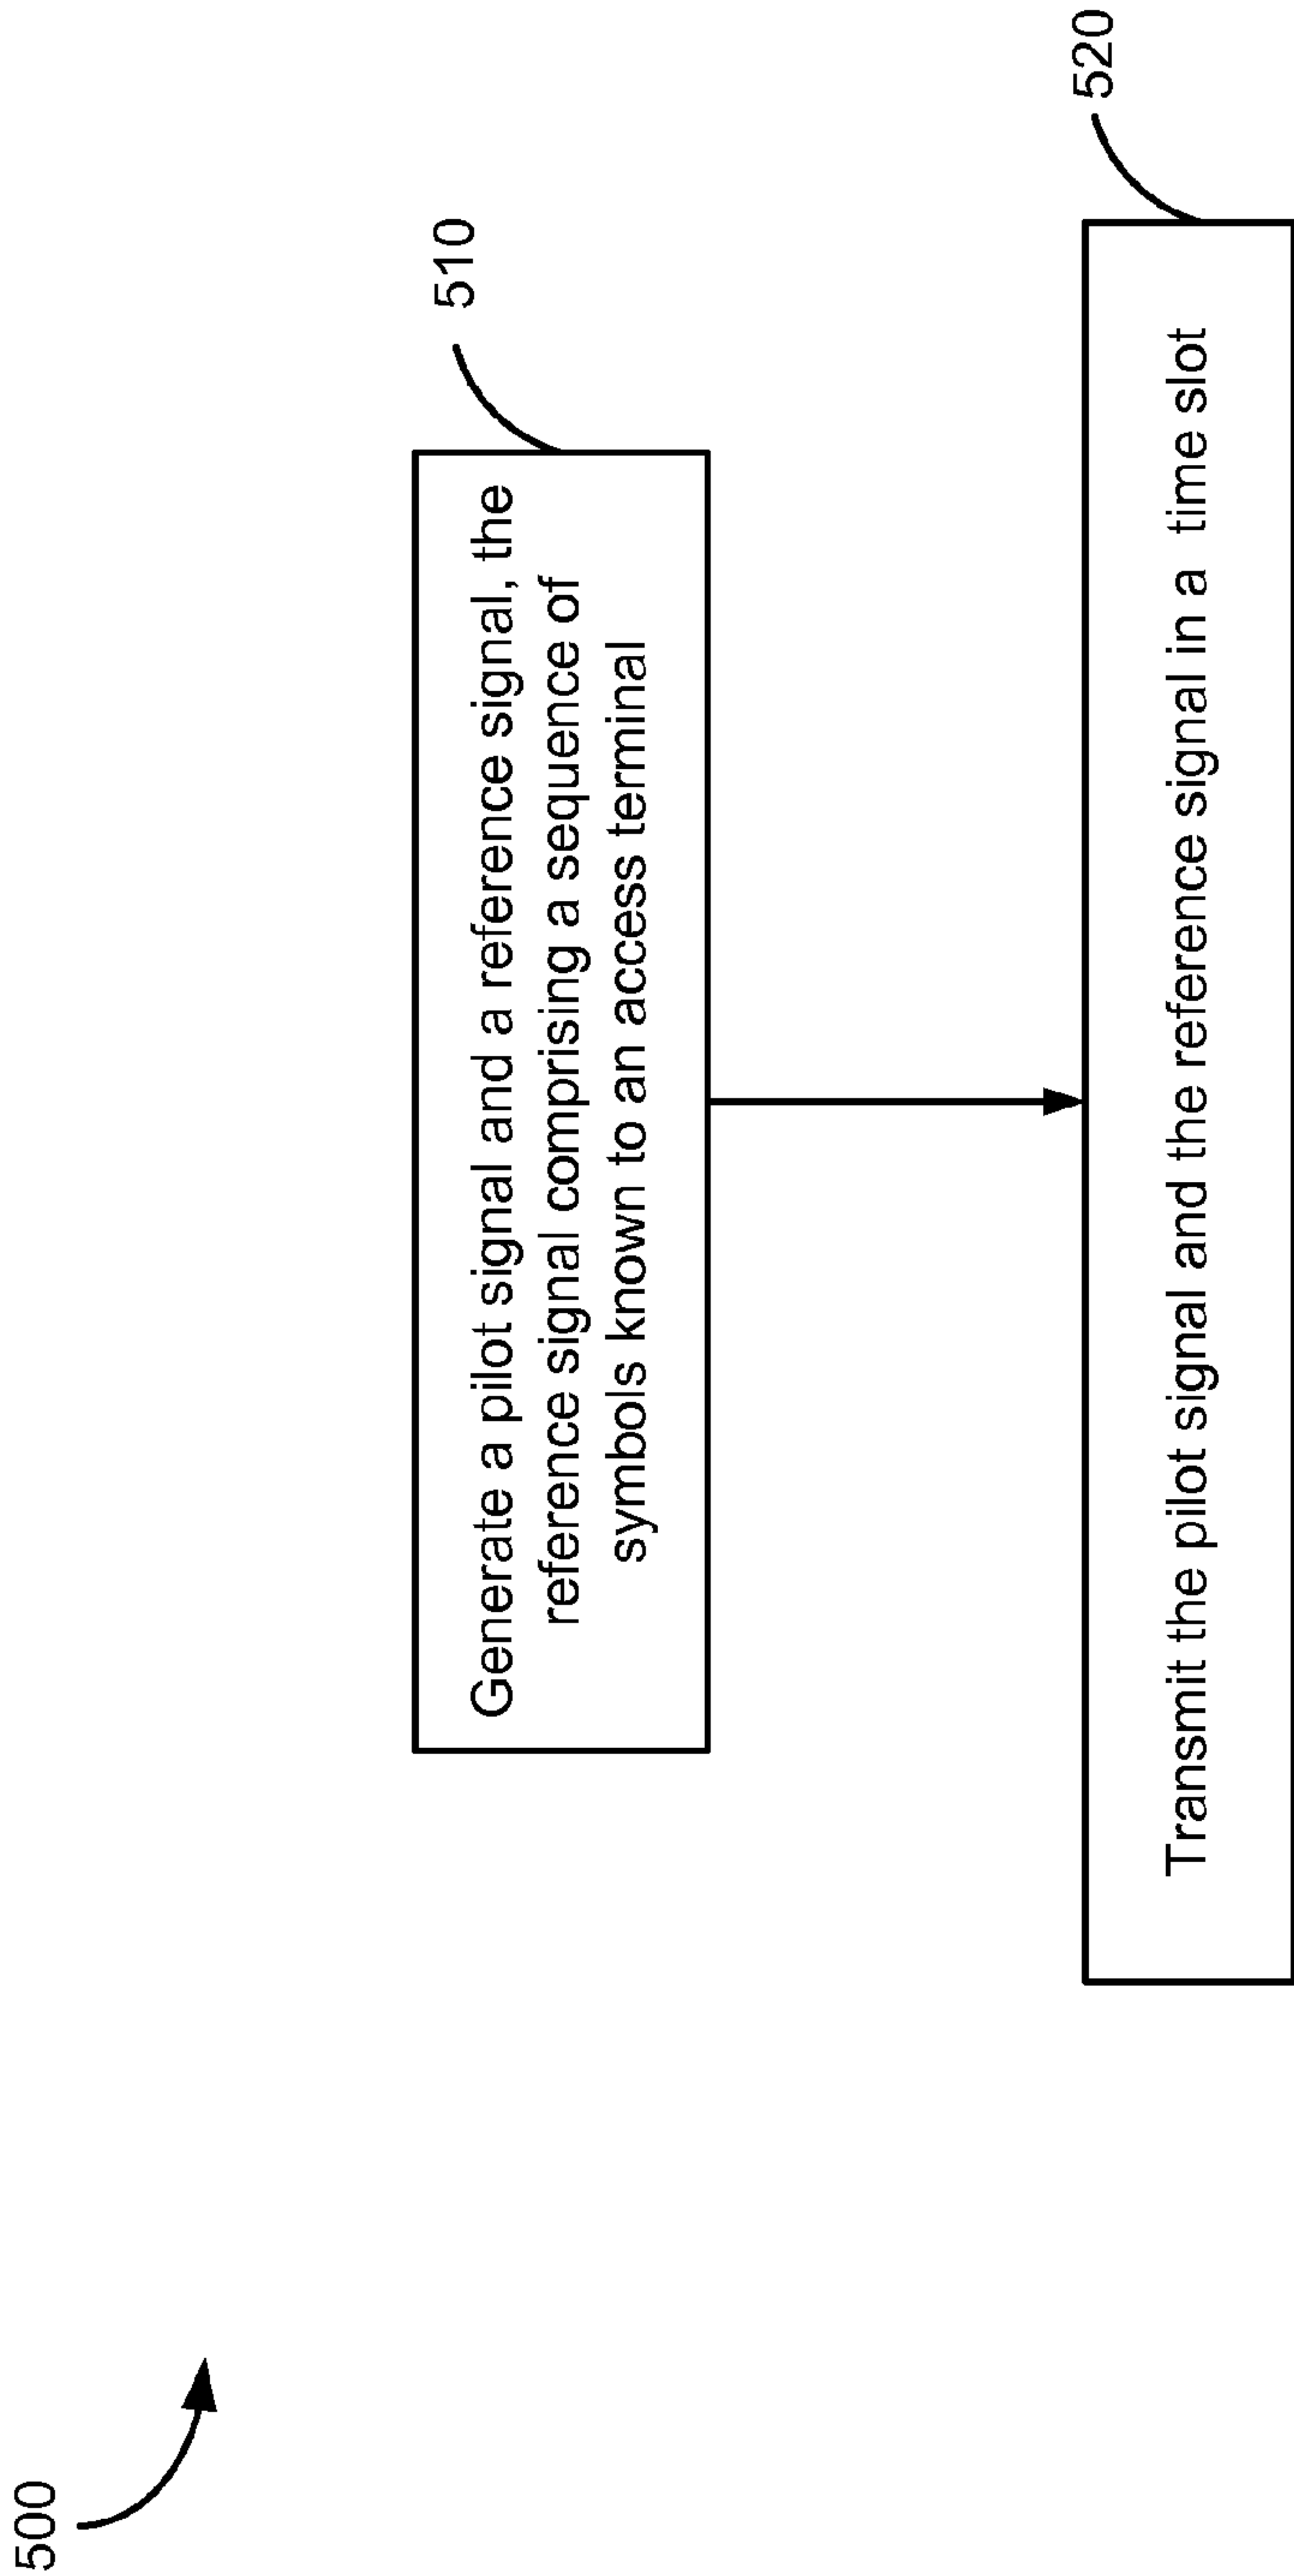 500
510
Generate a pilot signal and a reference signal, the
reference signal comprising a sequence of
symbols known to an access terminal
520
Transmit the pilot signal and the reference signal in a time slot